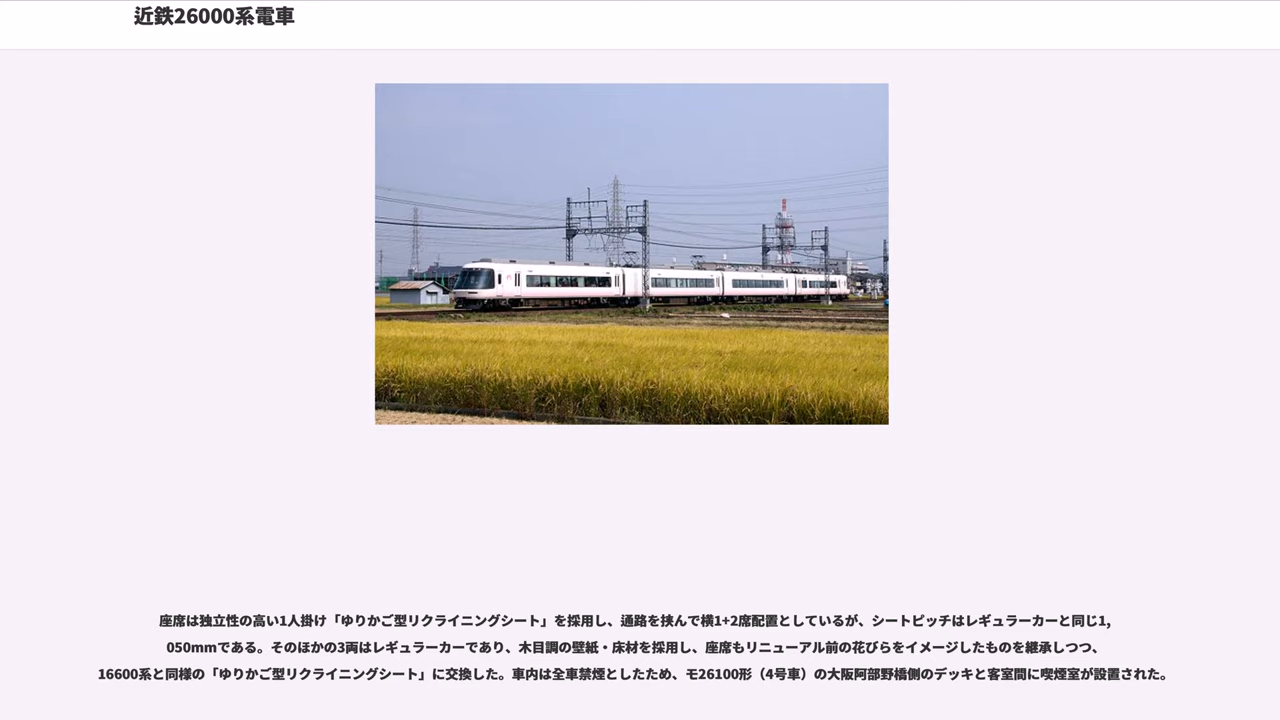 近鉄26000系電車
座席は独立性の高い1人掛け「ゆりかご型リクライニングシート」を採用し、通路を挟んで横1+2席配置としているが、シートピッチはレギュラーカーと同じ1,
050mmである。そのほかの3両はレギュラーカーであり、木目調の壁紙・床材を採用し、座席もリニューアル前の花びらをイメージしたものを継承しつつ、
16600系と同様の「ゆりかご型リクライニングシート」に交換した。車内は全車禁煙としたため、モ26100形（4号車）の大阪阿部野橋側のデッキと客室間に喫煙室が設置された。